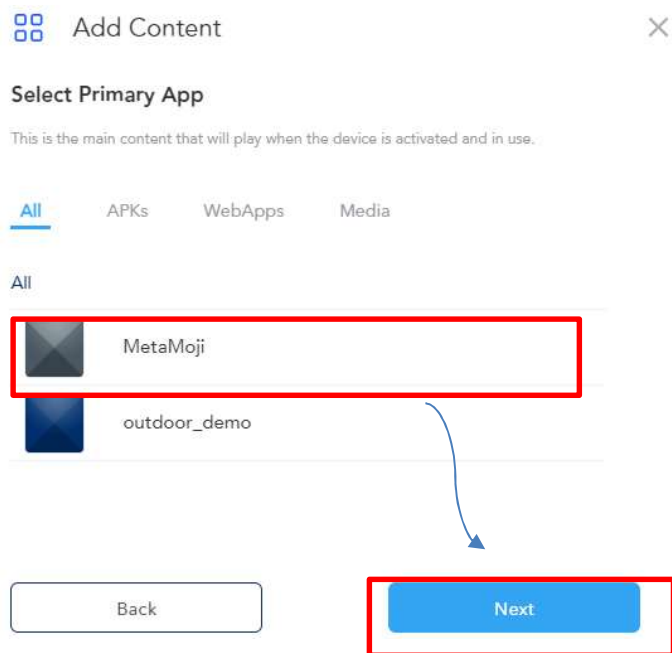 Add Content
Select Primary App
This is the main content that will play when the device is activated and in use.
All APKs WebApps Media
All
MetaMoji
outdoor_demo
Back Next